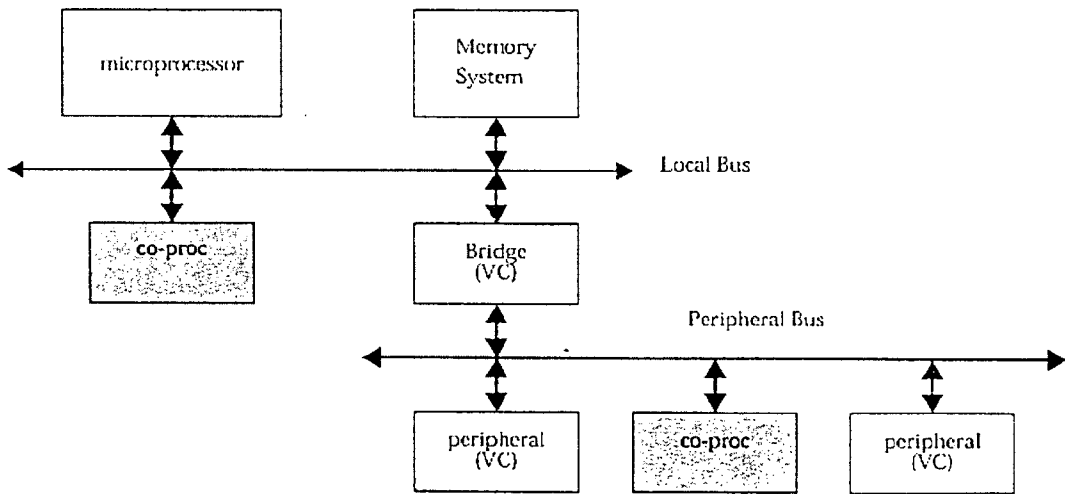 microprocessor
Memory
System
Local Bus
co-proc
Bridge
(VC)
Peripheral Bus
peripheral
(VC)
co-proc
peripheral
(VC)